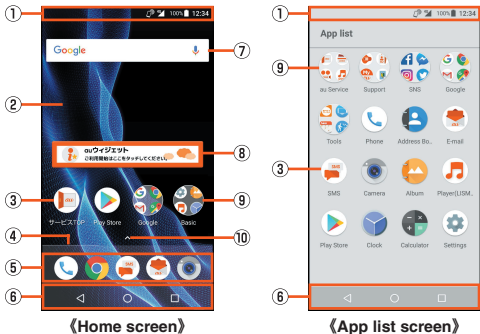 ① 100% 12:34
Google ⑦
②
auウィジェット
ご利用開始はここをタッチしてください。 ⑧
③ ⑨
サービスTOP Play Store Google Basic
④ ⑩
⑤
⑥
《Home screen》
① 100% 12:34
App list
⑨
au Service Support SNS Google
Tools Phone Address Bo.. E-mail
③
SMS Camera Album Player(LISM..
Play Store Clock Calculator Settings
⑥
《App list screen》